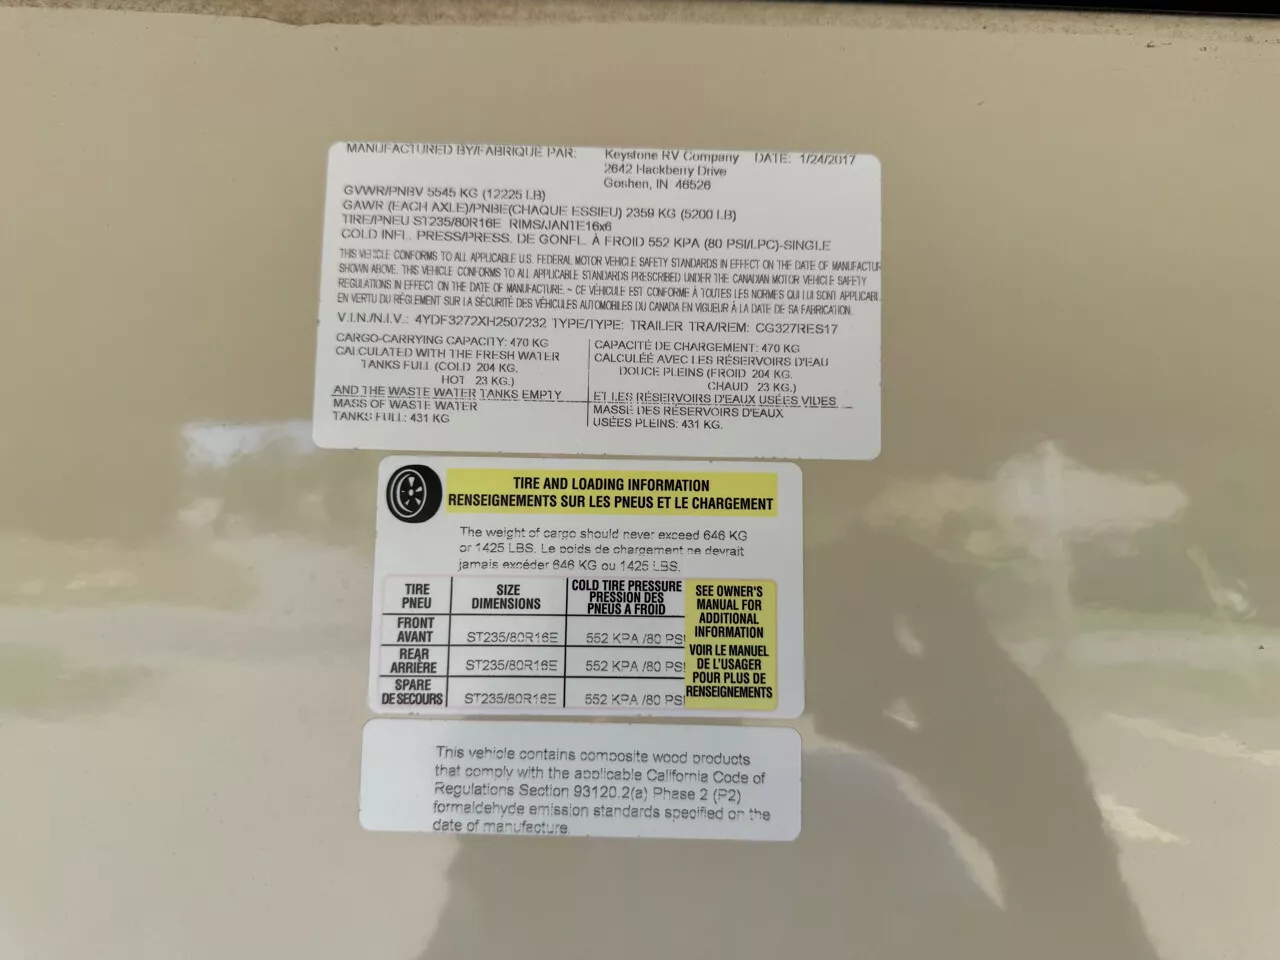 MANUFACTURED BY/FABRIQUÉ PAR: Keystone RV Company DATE: 1/24/2017
2642 Hackberry Drive
Goshen, IN 46526
GVWR/PNBV 5545 KG (12225 LB)
GAWR (EACH AXLE)/PNBE(CHAQUE ESSIEU) 2359 KG (5200 LB)
TIRE/PNEU ST235/80R16E RIMS/JANTE16x6
COLD INFL. PRESS/PRESS. DE GONFL. À FROID 552 KPA (80 PSI/LPC)-SINGLE
THIS VEHICLE CONFORMS TO ALL APPLICABLE U.S. FEDERAL MOTOR VEHICLE SAFETY STANDARDS IN EFFECT ON THE DATE OF MANUFACTUR
SHOWN ABOVE. THIS VEHICLE CONFORMS TO ALL APPLICABLE STANDARDS PRESCRIBED UNDER THE CANADIAN MOTOR VEHICLE SAFETY
REGULATIONS IN EFFECT ON THE DATE OF MANUFACTURE. ~ CE VÉHICULE EST CONFORME À TOUTES LES NORMES QUI LUI SONT APPLICABL
EN VERTU DU RÉGLEMENT SUR LA SÉCURITÉ DES VÉHICULES AUTOMOBILES DU CANADA EN VIGUEUR À LA DATE DE SA FABRICATION.
V.I.N./N.I.V.: 4YDF3272XH2507232 TYPE/TYPE: TRAILER TRA/REM: CG327RES17
CARGO-CARRYING CAPACITY: 470 KG
CALCULATED WITH THE FRESH WATER
TANKS FULL (COLD 204 KG.
HOT 23 KG.)
AND THE WASTE WATER TANKS EMPTY
MASS OF WASTE WATER
TANKS FULL: 431 KG
CAPACITÉ DE CHARGEMENT: 470 KG
CALCULÉE AVEC LES RÉSERVOIRS D'EAU
DOUCE PLEINS (FROID 204 KG.
CHAUD 23 KG.)
ET LES RÉSERVOIRS D'EAUX USÉES VIDES
MASSE DES RÉSERVOIRS D'EAUX
USÉES PLEINS: 431 KG.
TIRE AND LOADING INFORMATION
RENSEIGNEMENTS SUR LES PNEUS ET LE CHARGEMENT
The weight of cargo should never exceed 646 KG
or 1425 LBS. Le poids de chargement ne devrait
jamais excéder 646 KG ou 1425 LBS.
TIRE SIZE COLD TIRE PRESSURE
PNEU DIMENSIONS PRESSION DES
PNEUS A FROID
FRONT
AVANT ST235/80R16E 552 KPA /80 PSI
REAR
ARRIÈRE ST235/80R16E 552 KPA /80 PSI
SPARE
DE SECOURS ST235/80R16E 552 KPA /80 PSI
SEE OWNER'S
MANUAL FOR
ADDITIONAL
INFORMATION
VOIR LE MANUEL
DE L'USAGER
POUR PLUS DE
RENSEIGNEMENTS
This vehicle contains composite wood products
that comply with the applicable California Code of
Regulations Section 93120.2(a) Phase 2 (P2)
formaldehyde emission standards specified on the
date of manufacture.